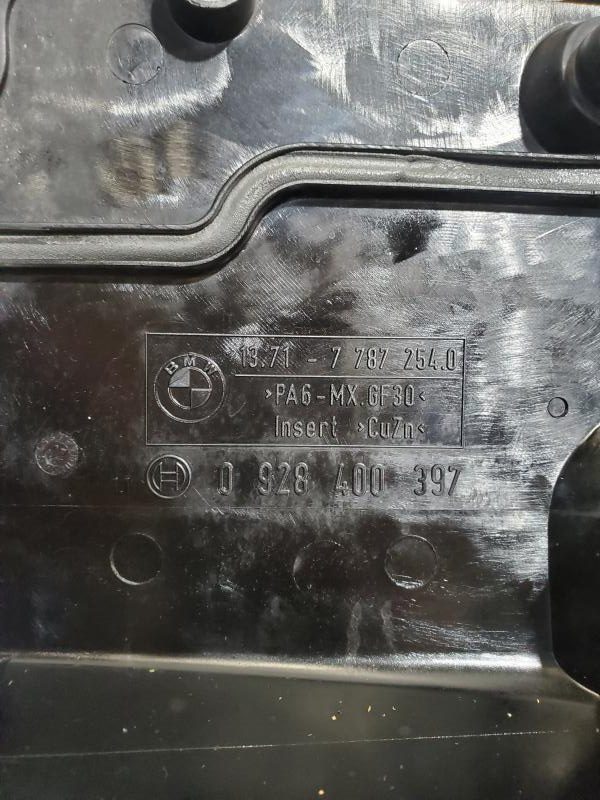 BMW
13.71 - 7 787 254.0
>PA6-MX.GF30<
Insert >CuZn<
0 928 400 397